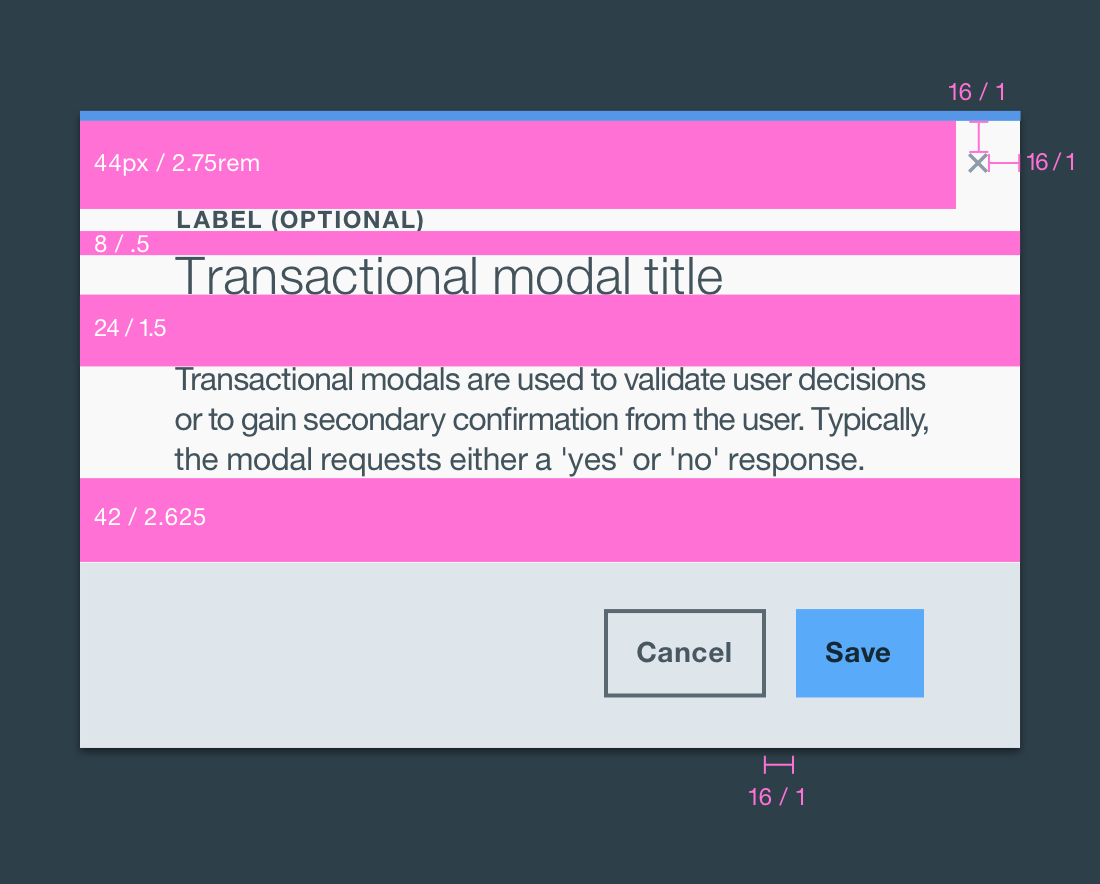 16 / 1
44px / 2.75rem
16 / 1
LABEL (OPTIONAL)
8 / .5
Transactional modal title
24 / 1.5
Transactional modals are used to validate user decisions
or to gain secondary confirmation from the user. Typically,
the modal requests either a 'yes' or 'no' response.
42 / 2.625
Cancel
Save
16 / 1